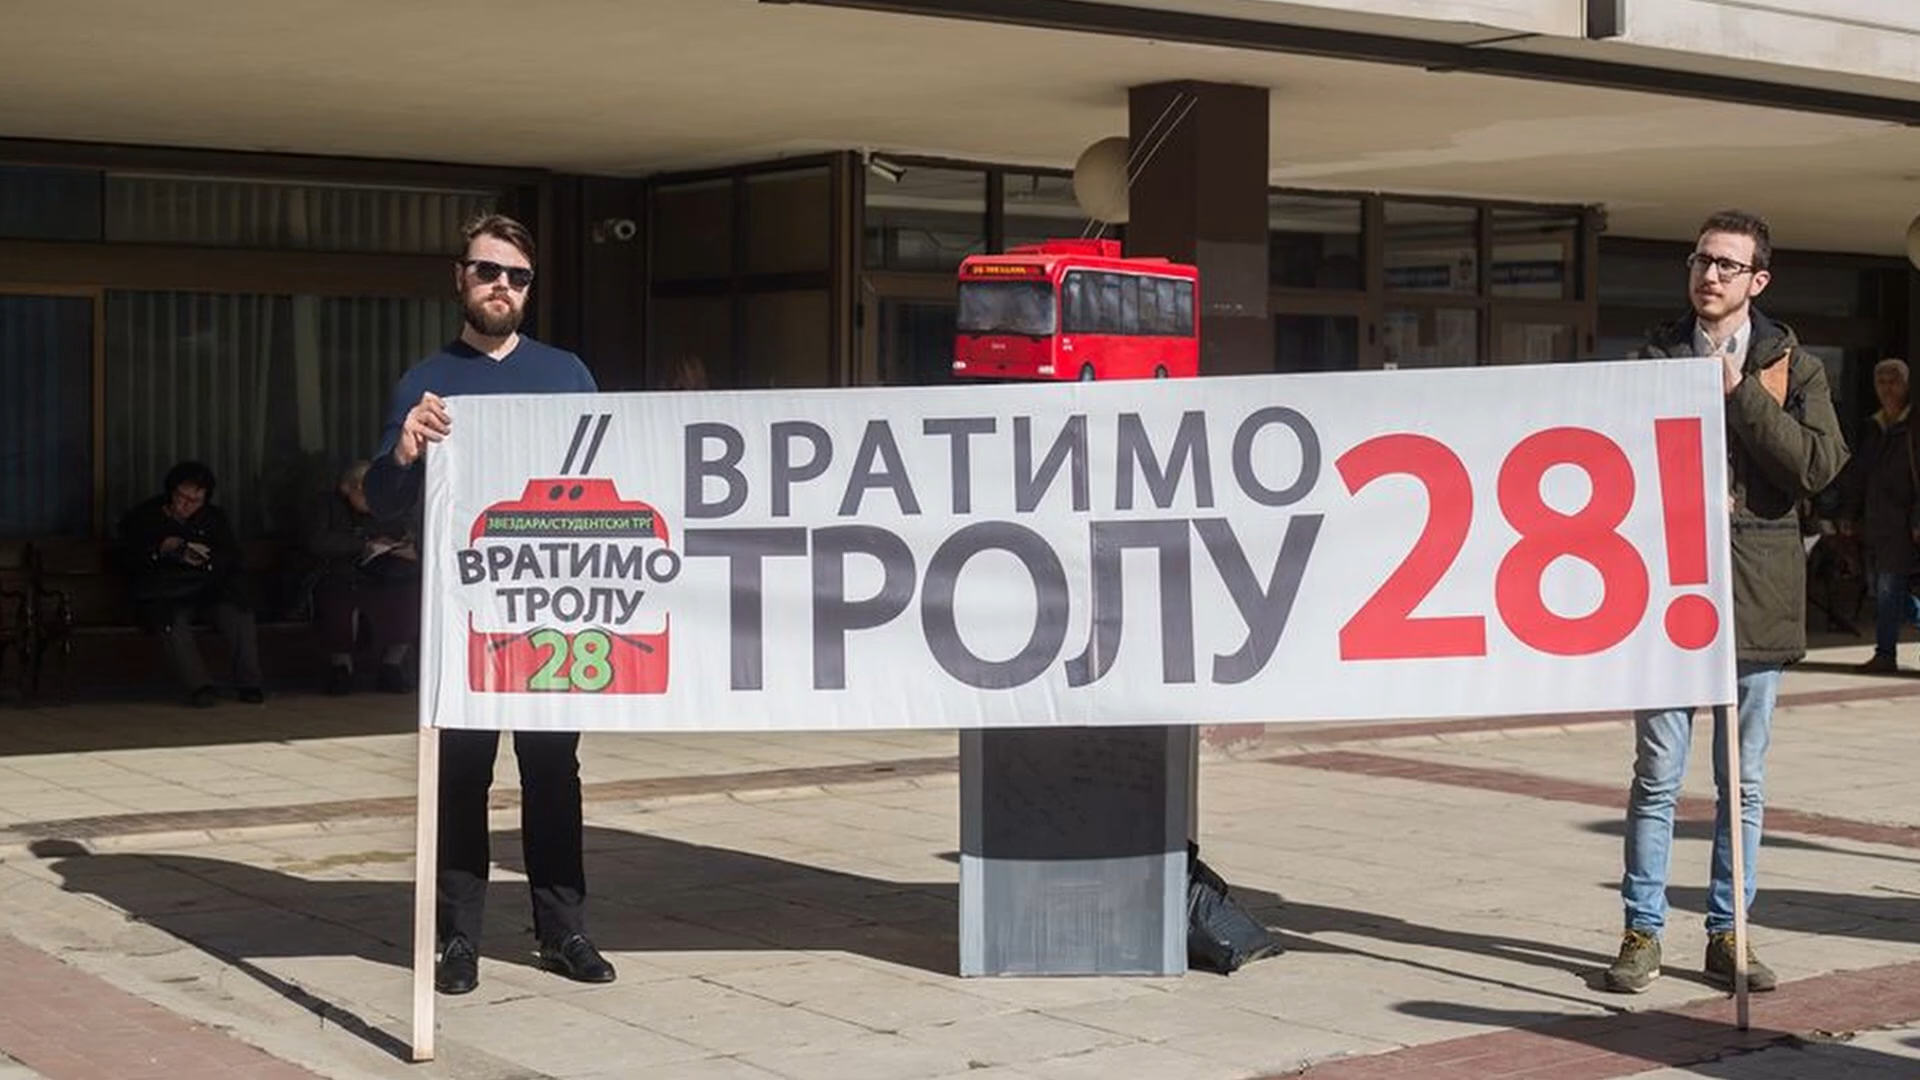 ЗВЕЗДАРА/СТУДЕНТСКИ ТРГ
ВРАТИМО
ТРОЛУ
28
ВРАТИМО
ТРОЛУ 28!